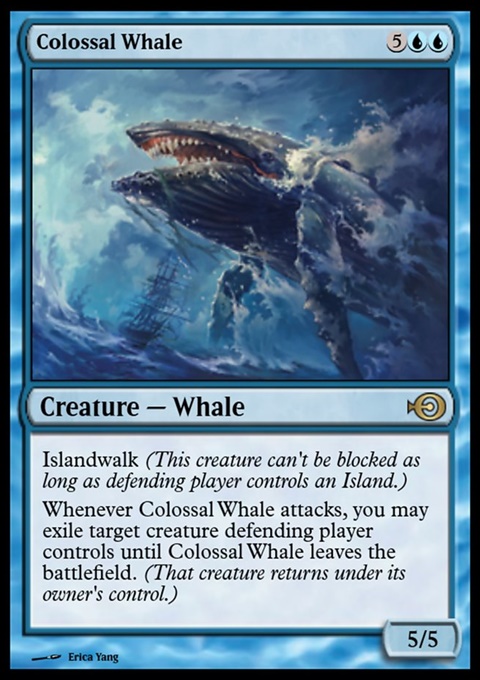 Colossal Whale 5
Creature — Whale
Islandwalk (This creature can't be blocked as
long as defending player controls an Island.)
Whenever Colossal Whale attacks, you may
exile target creature defending player
controls until Colossal Whale leaves the
battlefield. (That creature returns under its
owner's control.)
5/5
Erica Yang